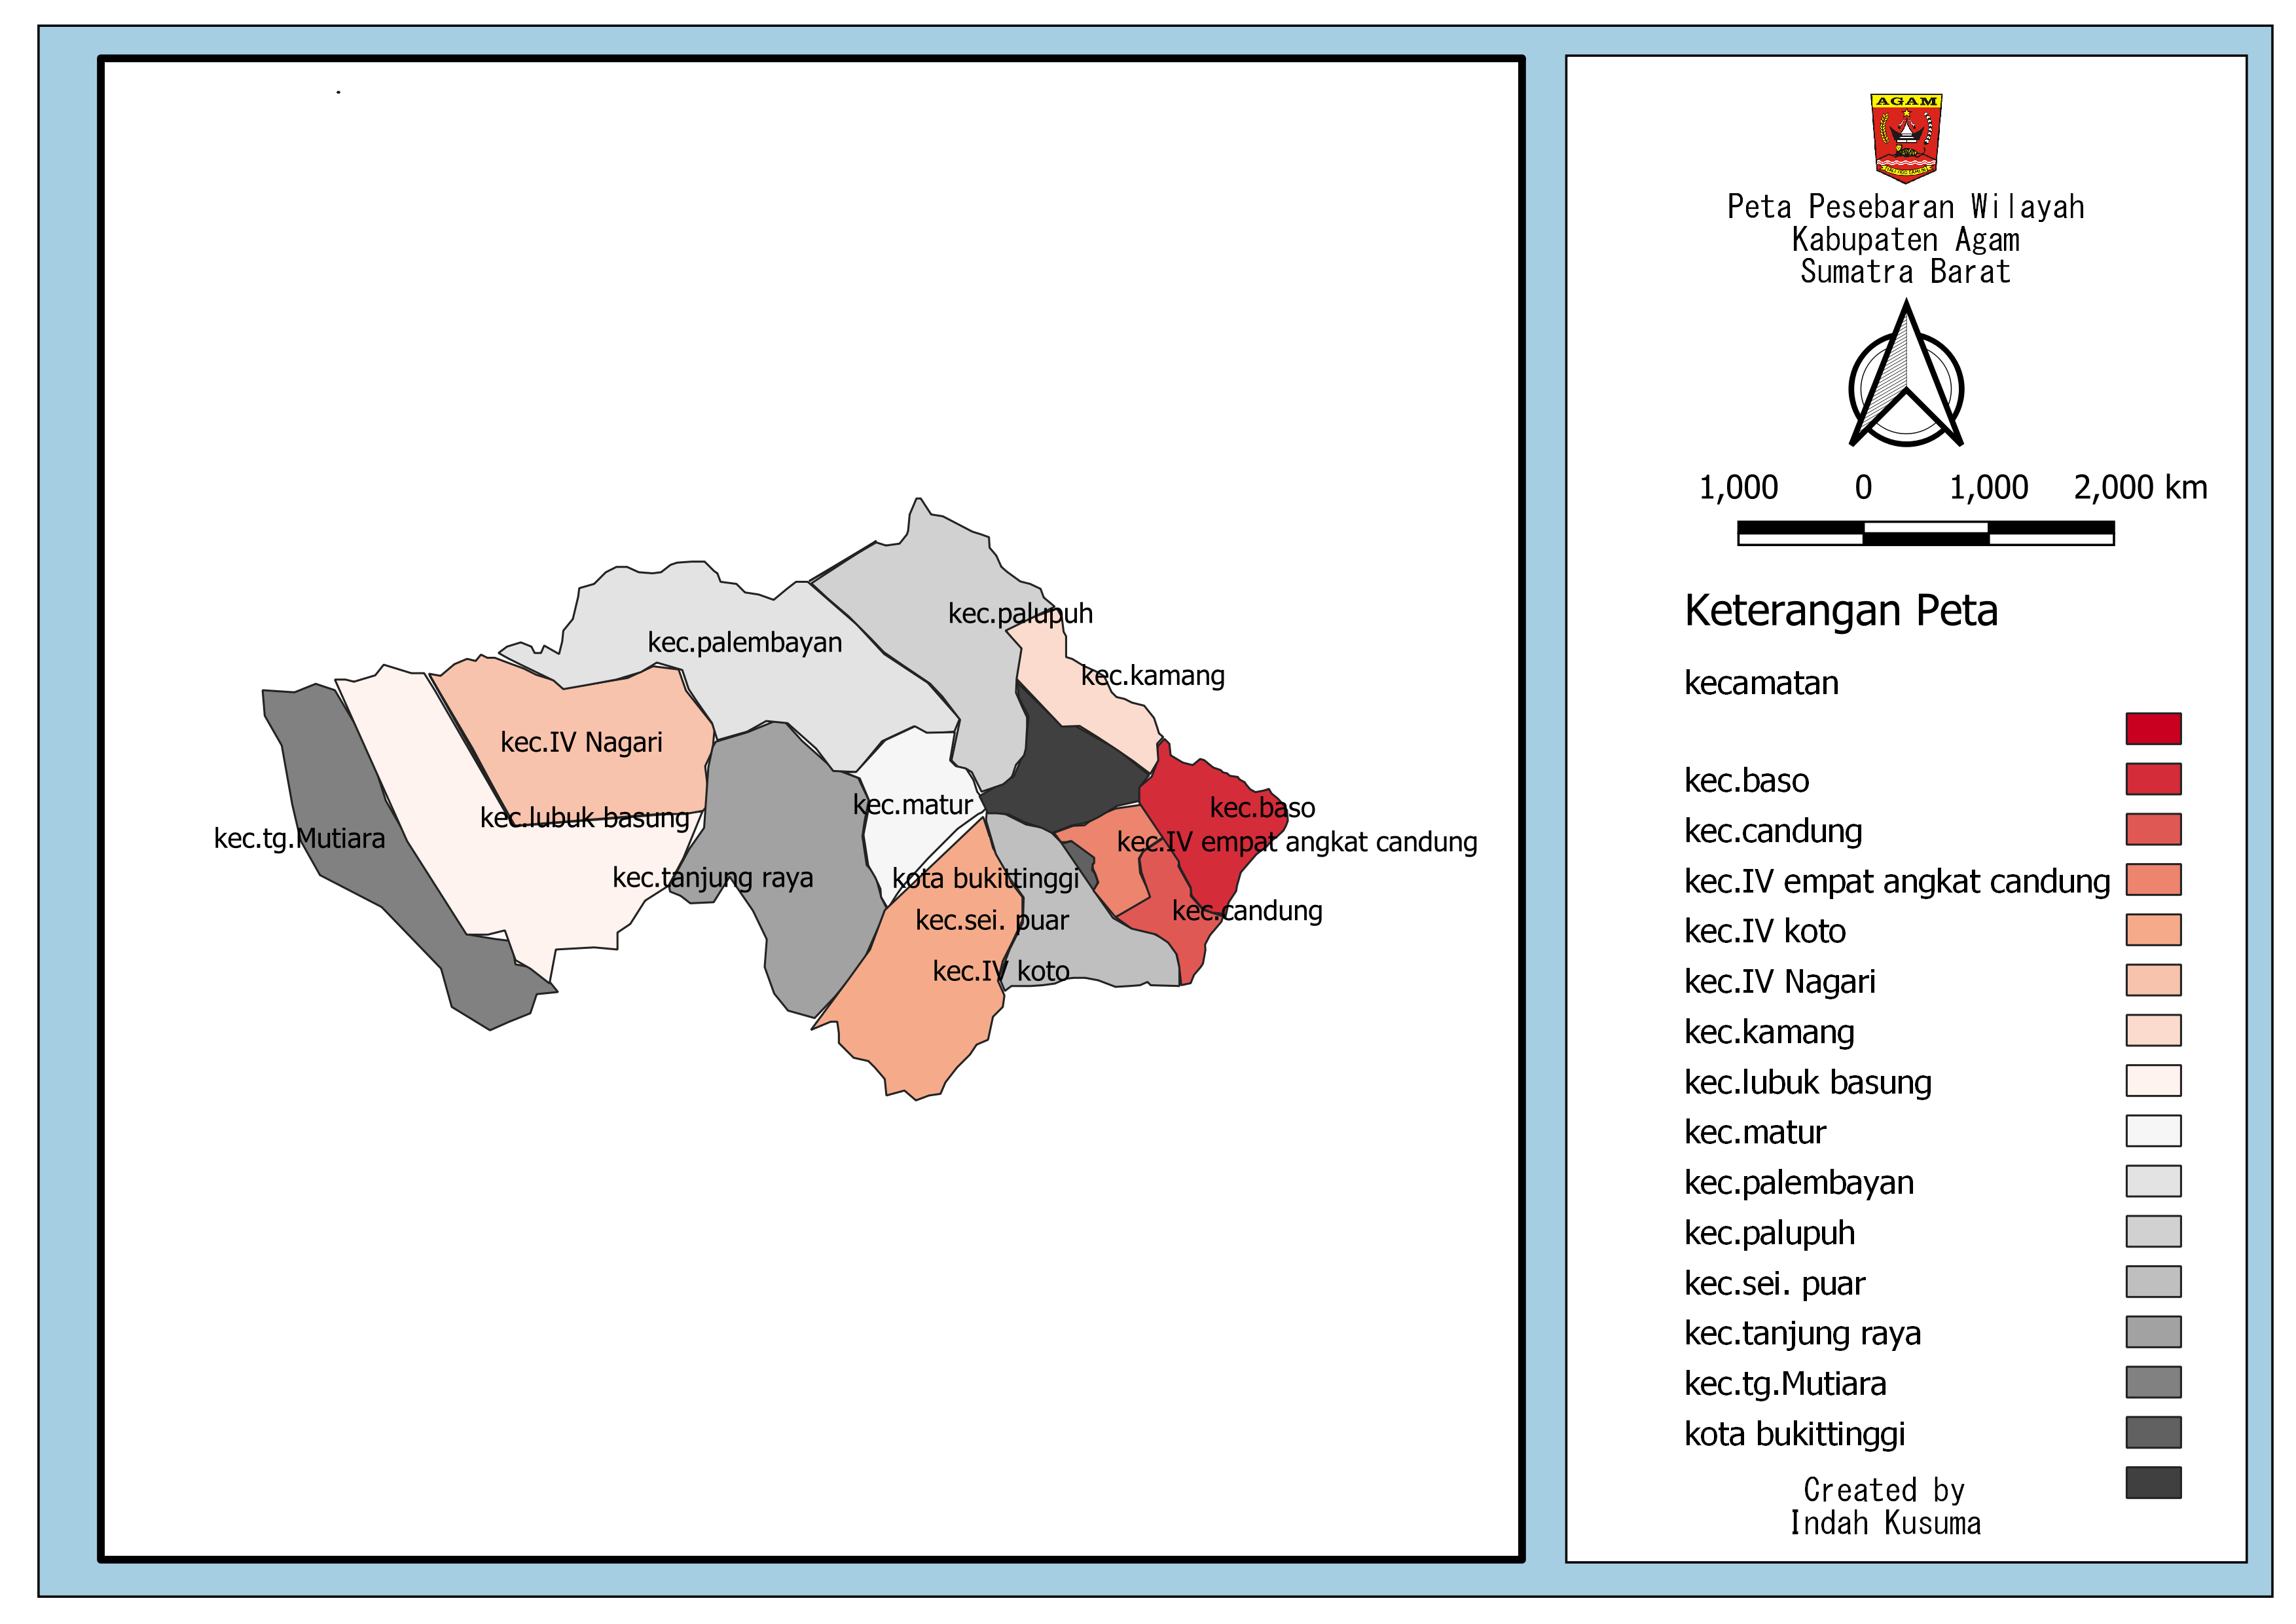 kec.palupuh
kec.palembayan
kec.kamang
kec.IV Nagari
kec.matur
kec.baso
kec.lubuk basung
kec.tg.Mutiara
kec.IV empat angkat candung
kec.tanjung raya
kota bukittinggi
kec.candung
kec.sei. puar
kec.IV koto
AGAM
Peta Pesebaran Wilayah
Kabupaten Agam
Sumatra Barat
1,000 0 1,000 2,000 km
Keterangan Peta
kecamatan
kec.baso
kec.candung
kec.IV empat angkat candung
kec.IV koto
kec.IV Nagari
kec.kamang
kec.lubuk basung
kec.matur
kec.palembayan
kec.palupuh
kec.sei. puar
kec.tanjung raya
kec.tg.Mutiara
kota bukittinggi
Created by
Indah Kusuma